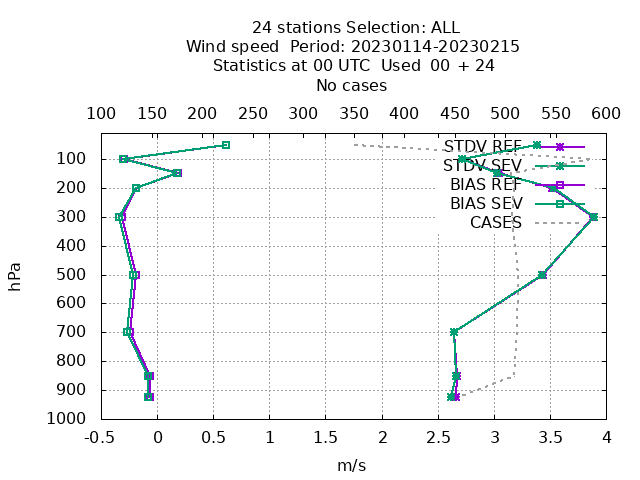 24 stations Selection: ALL
Wind speed  Period: 20230114-20230215
Statistics at 00 UTC  Used  00 + 24
No cases
100 150 200 250 300 350 400 450 500 550 600
STDV REF
STDV SEV
BIAS REF
BIAS SEV
CASES
hPa
100
200
300
400
500
600
700
800
900
1000
-0.5 0 0.5 1 1.5 2 2.5 3 3.5 4
m/s